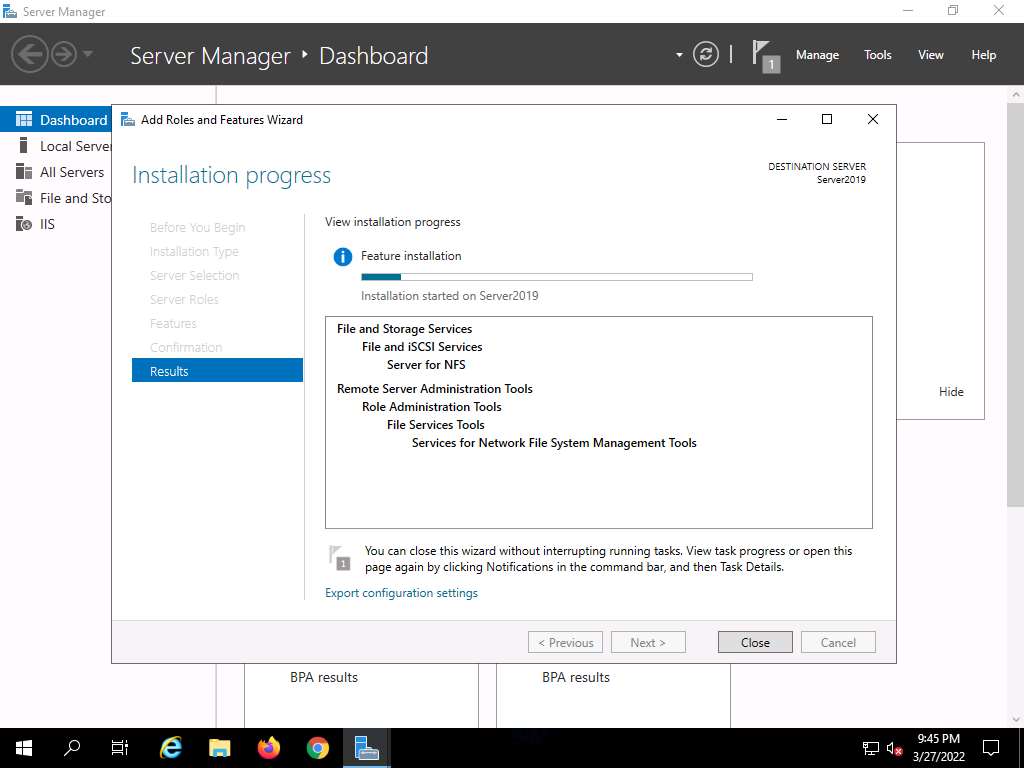 Server Manager
Server Manager ‣ Dashboard
1
Manage
Tools
View
Help
Dashboard
Local Server
All Servers
File and Sto
IIS
Add Roles and Features Wizard
Installation progress
DESTINATION SERVER
Server2019
Before You Begin
Installation Type
Server Selection
Server Roles
Features
Confirmation
Results
View installation progress
Feature installation
Installation started on Server2019
File and Storage Services
File and iSCSI Services
Server for NFS
Remote Server Administration Tools
Role Administration Tools
File Services Tools
Services for Network File System Management Tools
Hide
1
You can close this wizard without interrupting running tasks. View task progress or open this
page again by clicking Notifications in the command bar, and then Task Details.
Export configuration settings
< Previous
Next >
Close
Cancel
BPA results
BPA results
9:45 PM
3/27/2022